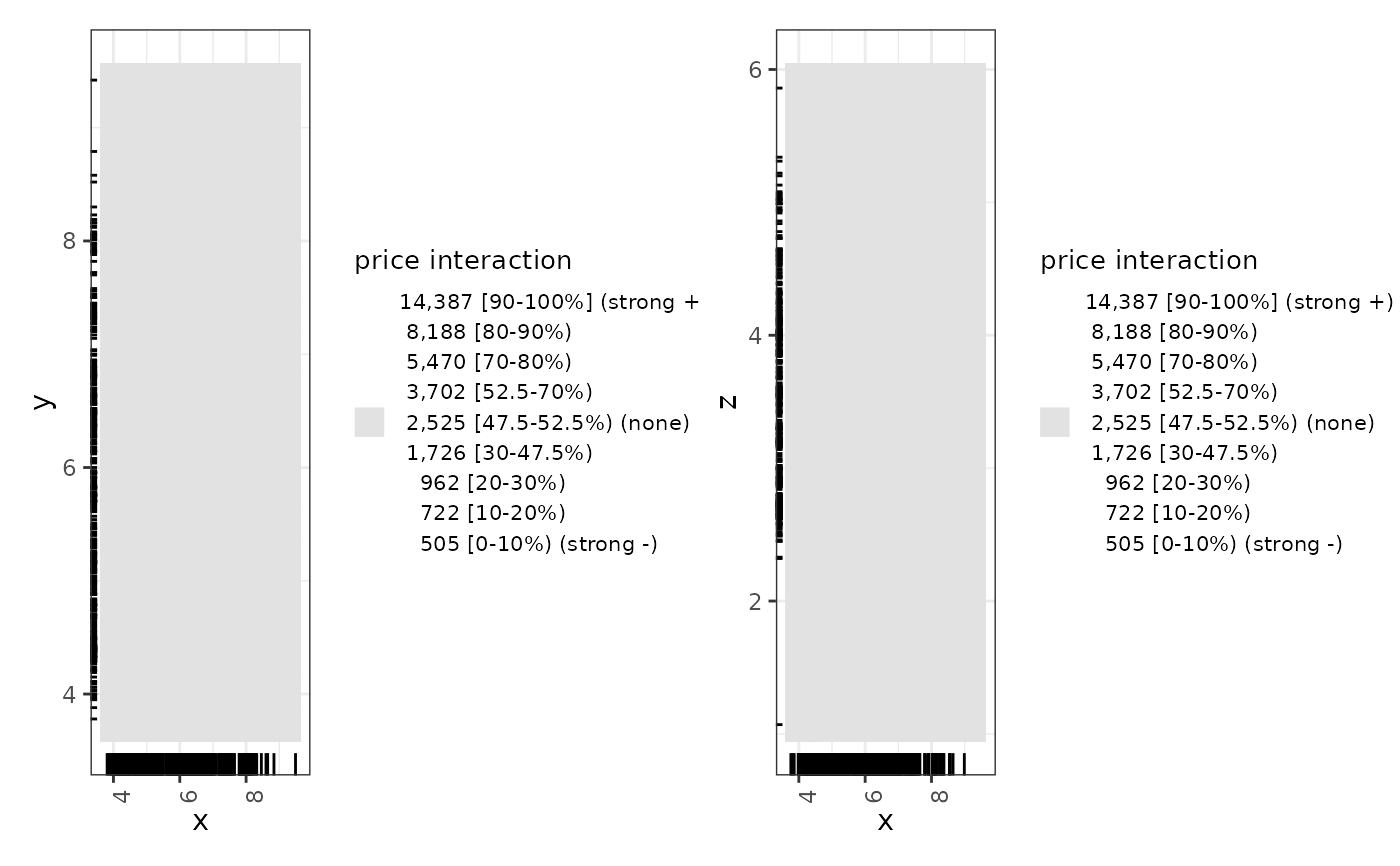 y
8
6
4
4
6
8
x
price interaction
14,387 [90-100%] (strong +
8,188 [80-90%)
5,470 [70-80%)
3,702 [52.5-70%)
2,525 [47.5-52.5%) (none)
1,726 [30-47.5%)
962 [20-30%)
722 [10-20%)
505 [0-10%) (strong -)
z
6
4
2
4
6
8
x
price interaction
14,387 [90-100%] (strong +)
8,188 [80-90%)
5,470 [70-80%)
3,702 [52.5-70%)
2,525 [47.5-52.5%) (none)
1,726 [30-47.5%)
962 [20-30%)
722 [10-20%)
505 [0-10%) (strong -)